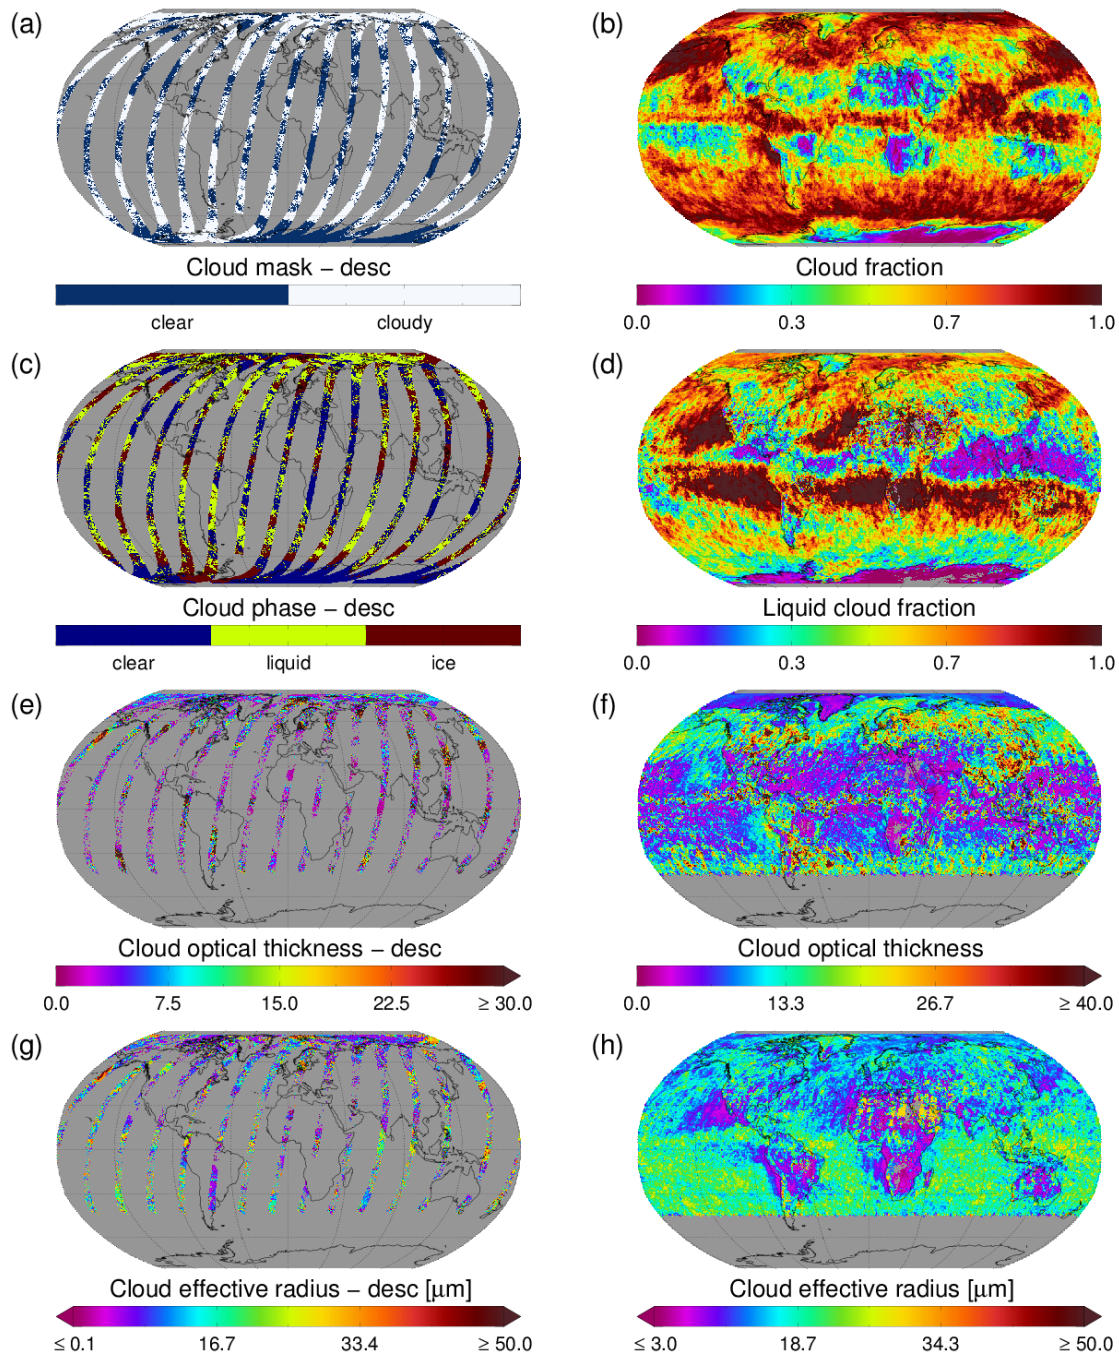 (a) (b)
Cloud mask – desc Cloud fraction
clear cloudy 0.0 0.3 0.7 1.0
(c) (d)
Cloud phase – desc Liquid cloud fraction
clear liquid ice 0.0 0.3 0.7 1.0
(e) (f)
Cloud optical thickness – desc Cloud optical thickness
0.0 7.5 15.0 22.5 ≥ 30.0 0.0 13.3 26.7 ≥ 40.0
(g) (h)
Cloud effective radius – desc [μm] Cloud effective radius [μm]
≤ 0.1 16.7 33.4 ≥ 50.0 ≤ 3.0 18.7 34.3 ≥ 50.0